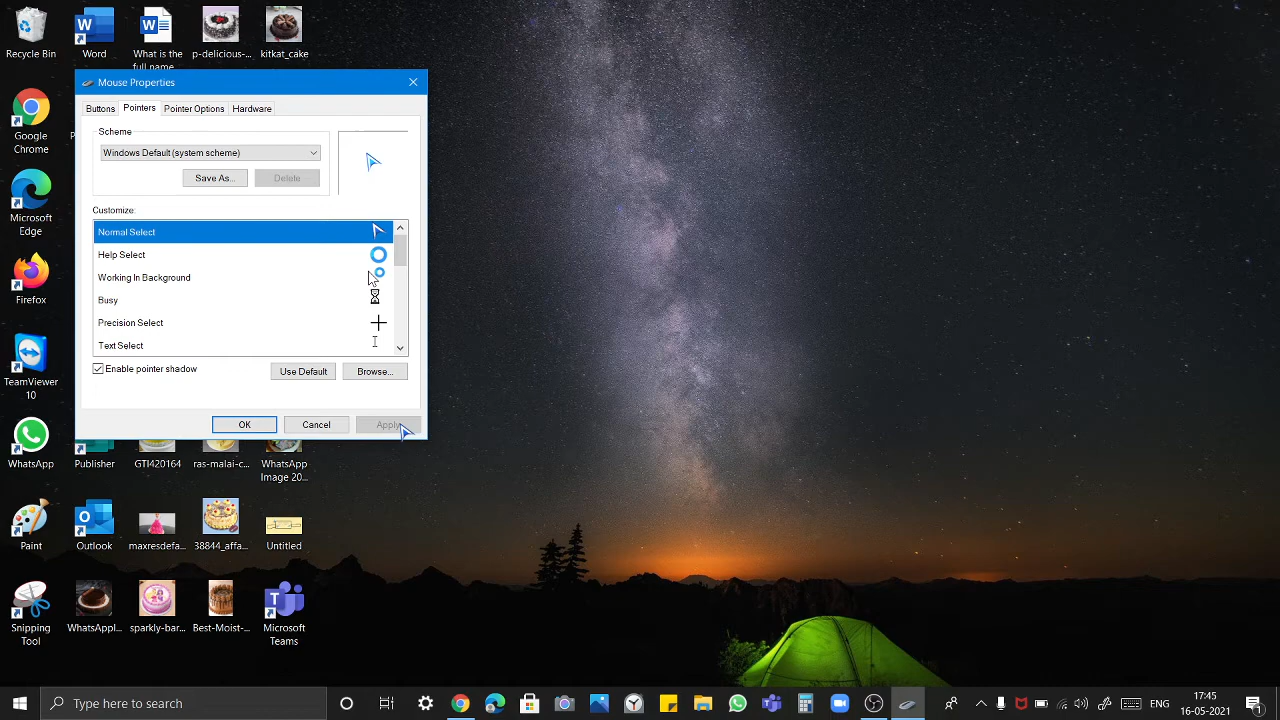 Recycle Bin
Word
What is the full name
p-delicious-...
kitkat_cake
Mouse Properties
Buttons
Pointers
Pointer Options
Hardware
Scheme
Windows Default (system scheme)
Save As...
Delete
Customize:
Normal Select
Help Select
Working In Background
Busy
Precision Select
Text Select
Enable pointer shadow
Use Default
Browse...
OK
Cancel
Apply
Google
Chrome
Microsoft
Edge
Firefox
TeamViewer
10
WhatsApp
Publisher
GTI420164
ras-malai-c...
WhatsApp
Image 20...
Paint
Outlook
maxresdefa...
38844_affa...
Untitled
Snipping
Tool
WhatsAppI...
sparkly-bar...
Best-Moist-...
Microsoft
Teams
Type here to search
ENG
17:45
16-05-2021
1